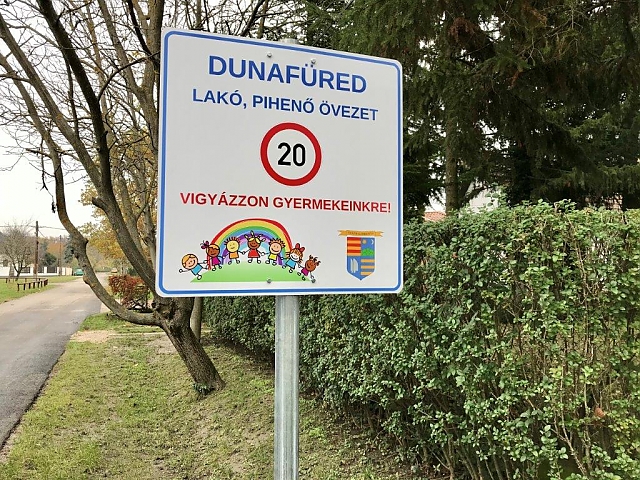 DUNAFÜRED
LAKÓ, PIHENŐ ÖVEZET
20
VIGYÁZZON GYERMEKEINKRE!